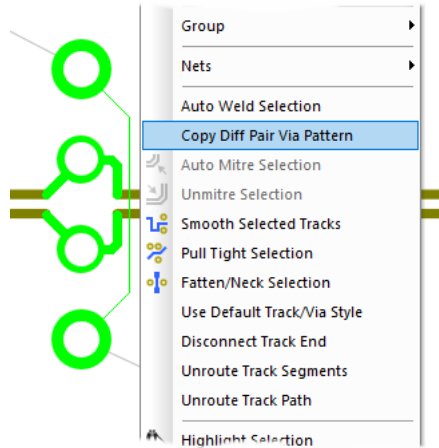 Group
Nets
Auto Weld Selection
Copy Diff Pair Via Pattern
Auto Mitre Selection
Unmitre Selection
Smooth Selected Tracks
Pull Tight Selection
Fatten/Neck Selection
Use Default Track/Via Style
Disconnect Track End
Unroute Track Segments
Unroute Track Path
Highlight Selection